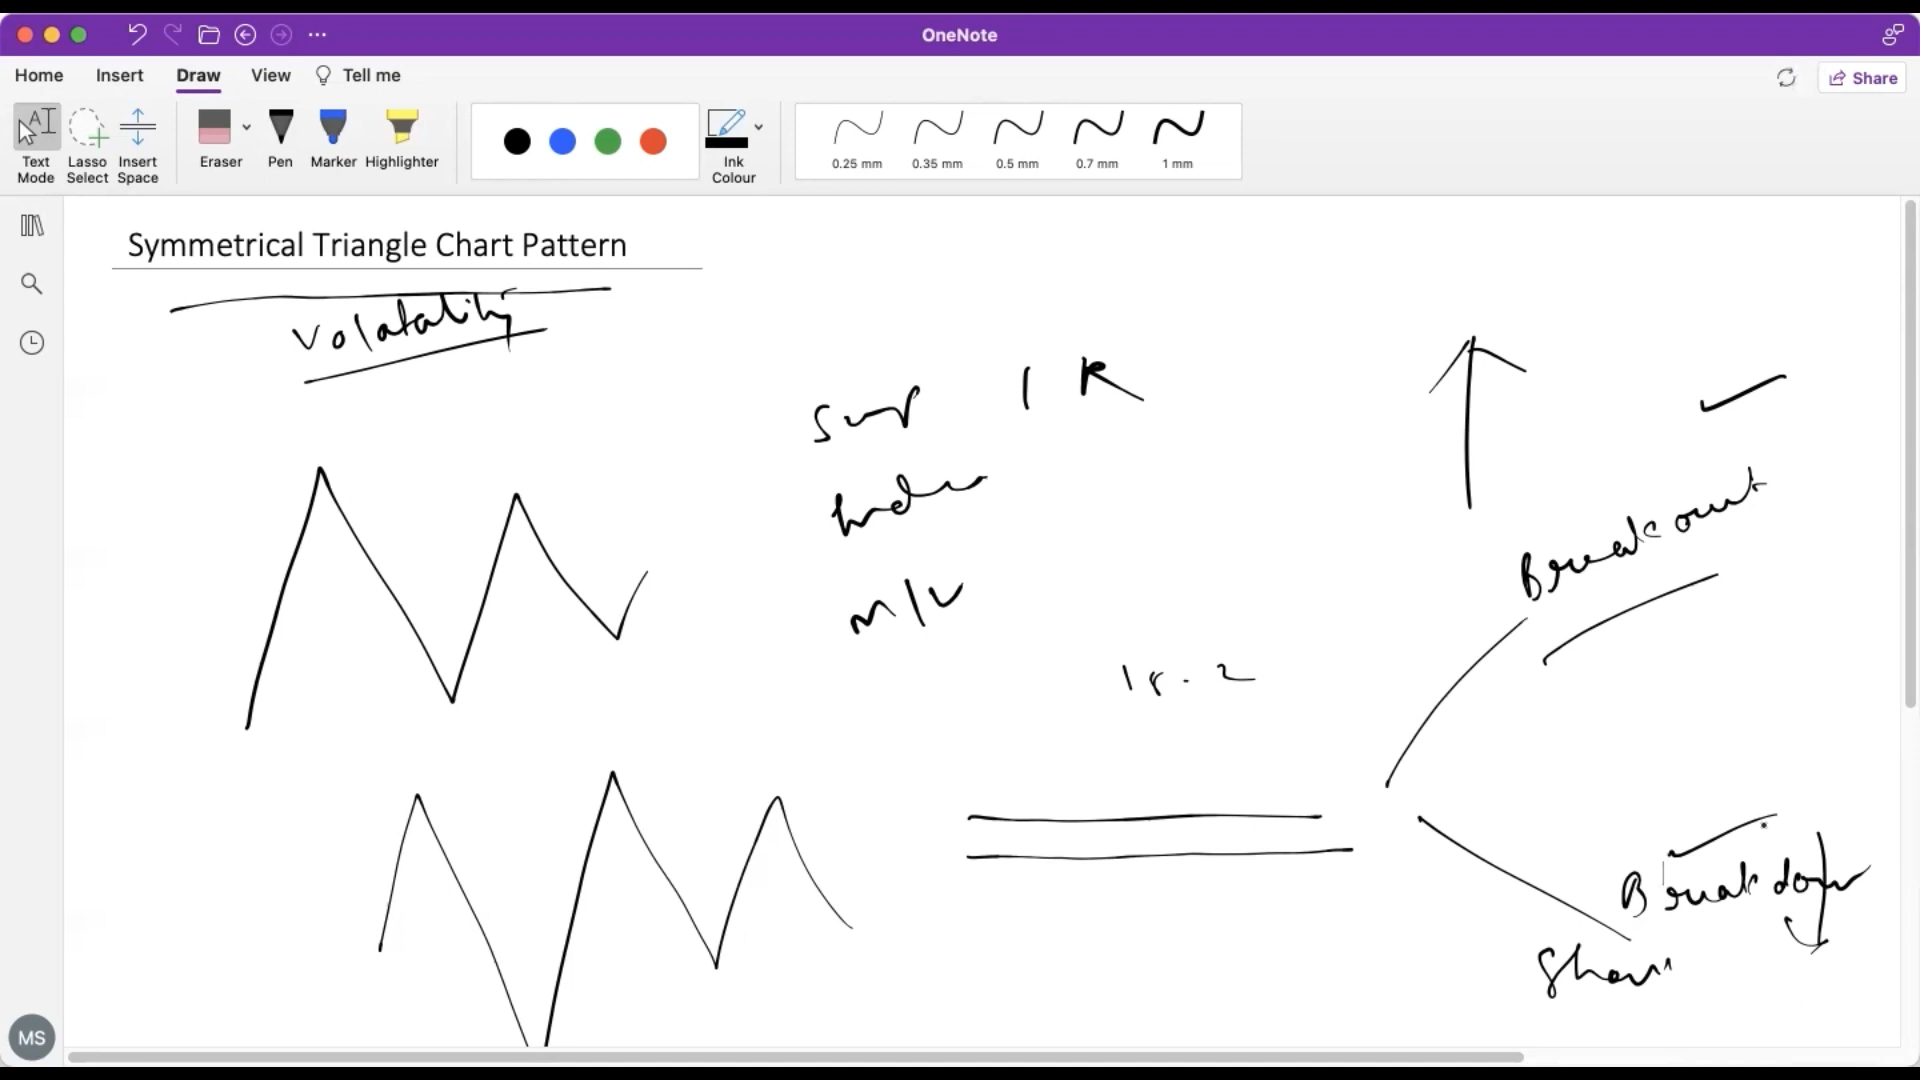 OneNote
Home Insert Draw View Tell me
Share
Text Mode
Lasso Select
Insert Space
Eraser
Pen
Marker
Highlighter
Ink Colour
0.25 mm
0.35 mm
0.5 mm
0.7 mm
1 mm
Symmetrical Triangle Chart Pattern
Volatality
1 K
Breakout
M/V
Breakdown
MS